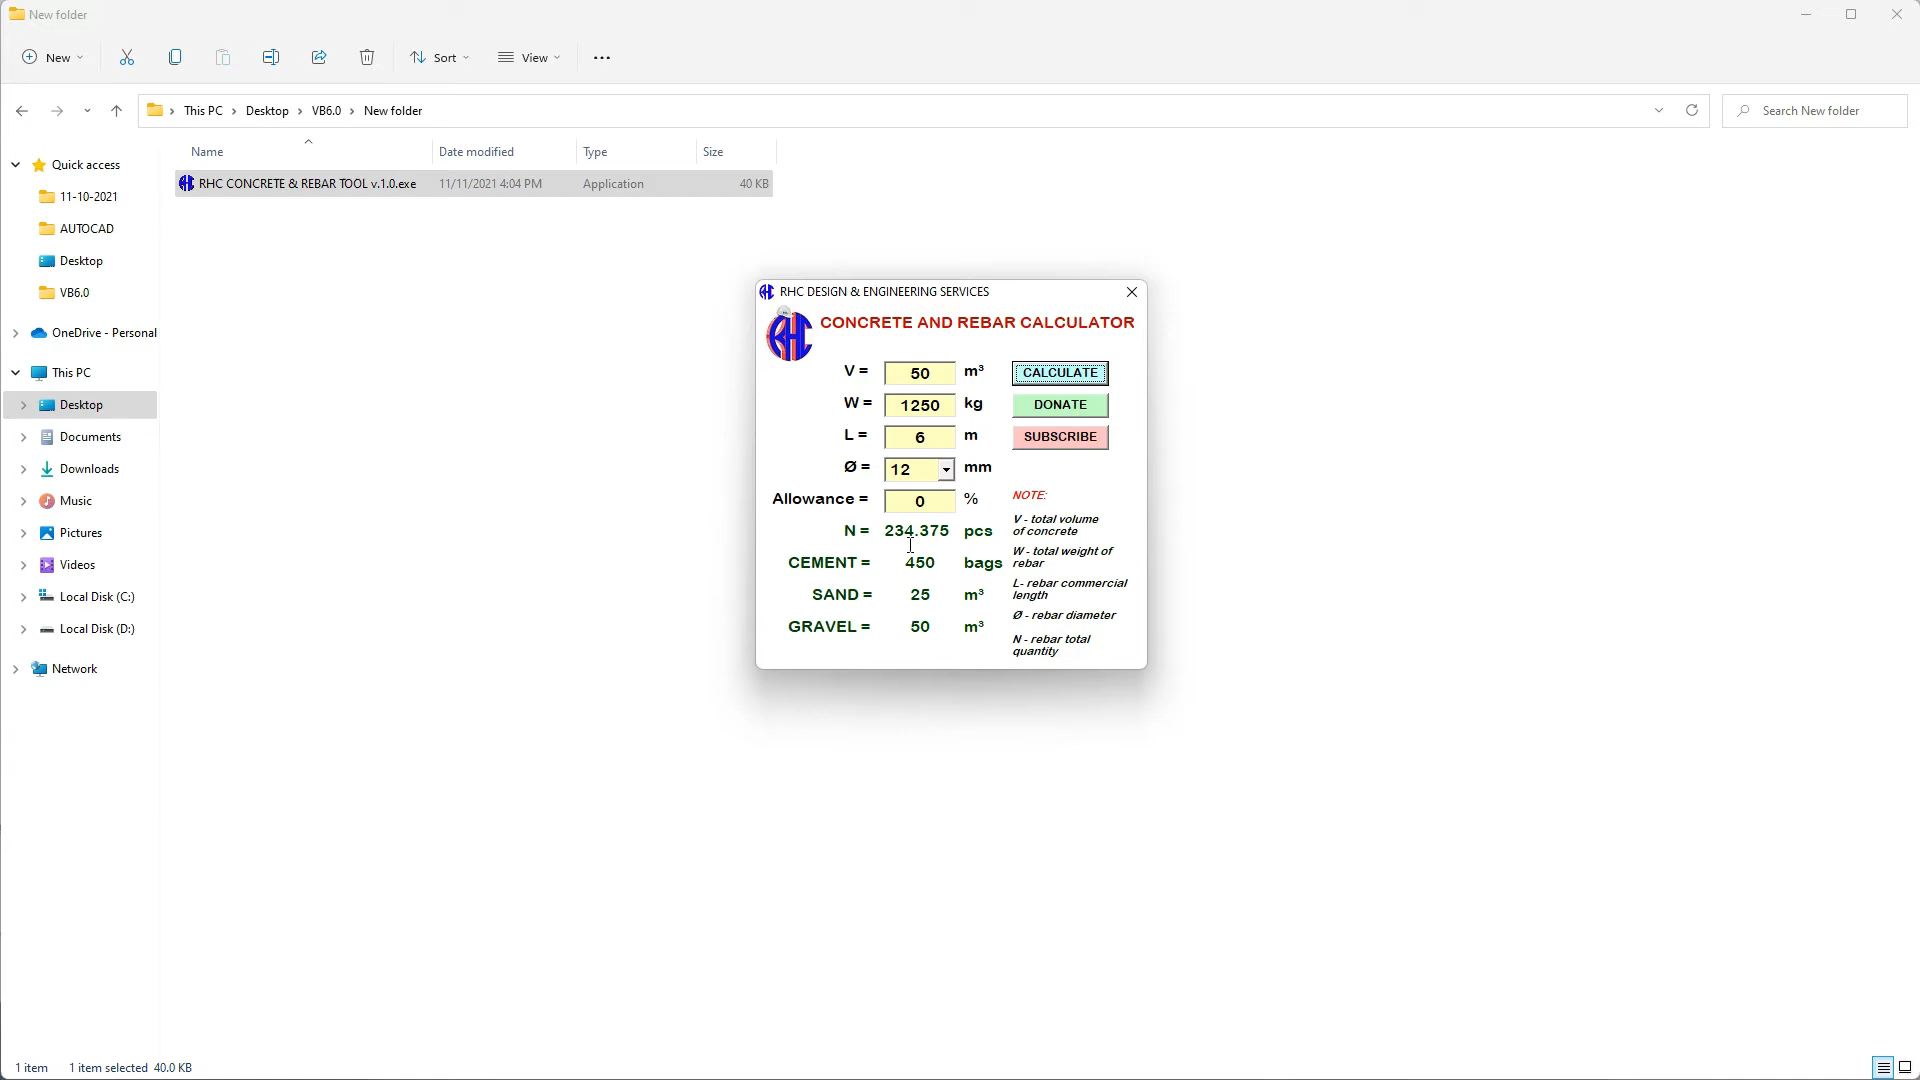 New folder
New
Sort
View
This PC
Desktop
VB6.0
New folder
Search New folder
Name
Date modified
Type
Size
RHC CONCRETE & REBAR TOOL v.1.0.exe
11/11/2021 4:04 PM
Application
40 KB
Quick access
11-10-2021
AUTOCAD
Desktop
VB6.0
OneDrive - Personal
This PC
Desktop
Documents
Downloads
Music
Pictures
Videos
Local Disk (C:)
Local Disk (D:)
Network
RHC DESIGN & ENGINEERING SERVICES
RHC
CONCRETE AND REBAR CALCULATOR
V = 50 m³
W = 1250 kg
L = 6 m
Ø = 12 mm
Allowance = 0 %
N = 234.375 pcs
CEMENT = 450 bags
SAND = 25 m³
GRAVEL = 50 m³
CALCULATE
DONATE
SUBSCRIBE
NOTE:
V - total volume
of concrete
W - total weight of
rebar
L- rebar commercial
length
Ø - rebar diameter
N - rebar total
quantity
1 item
1 item selected 40.0 KB